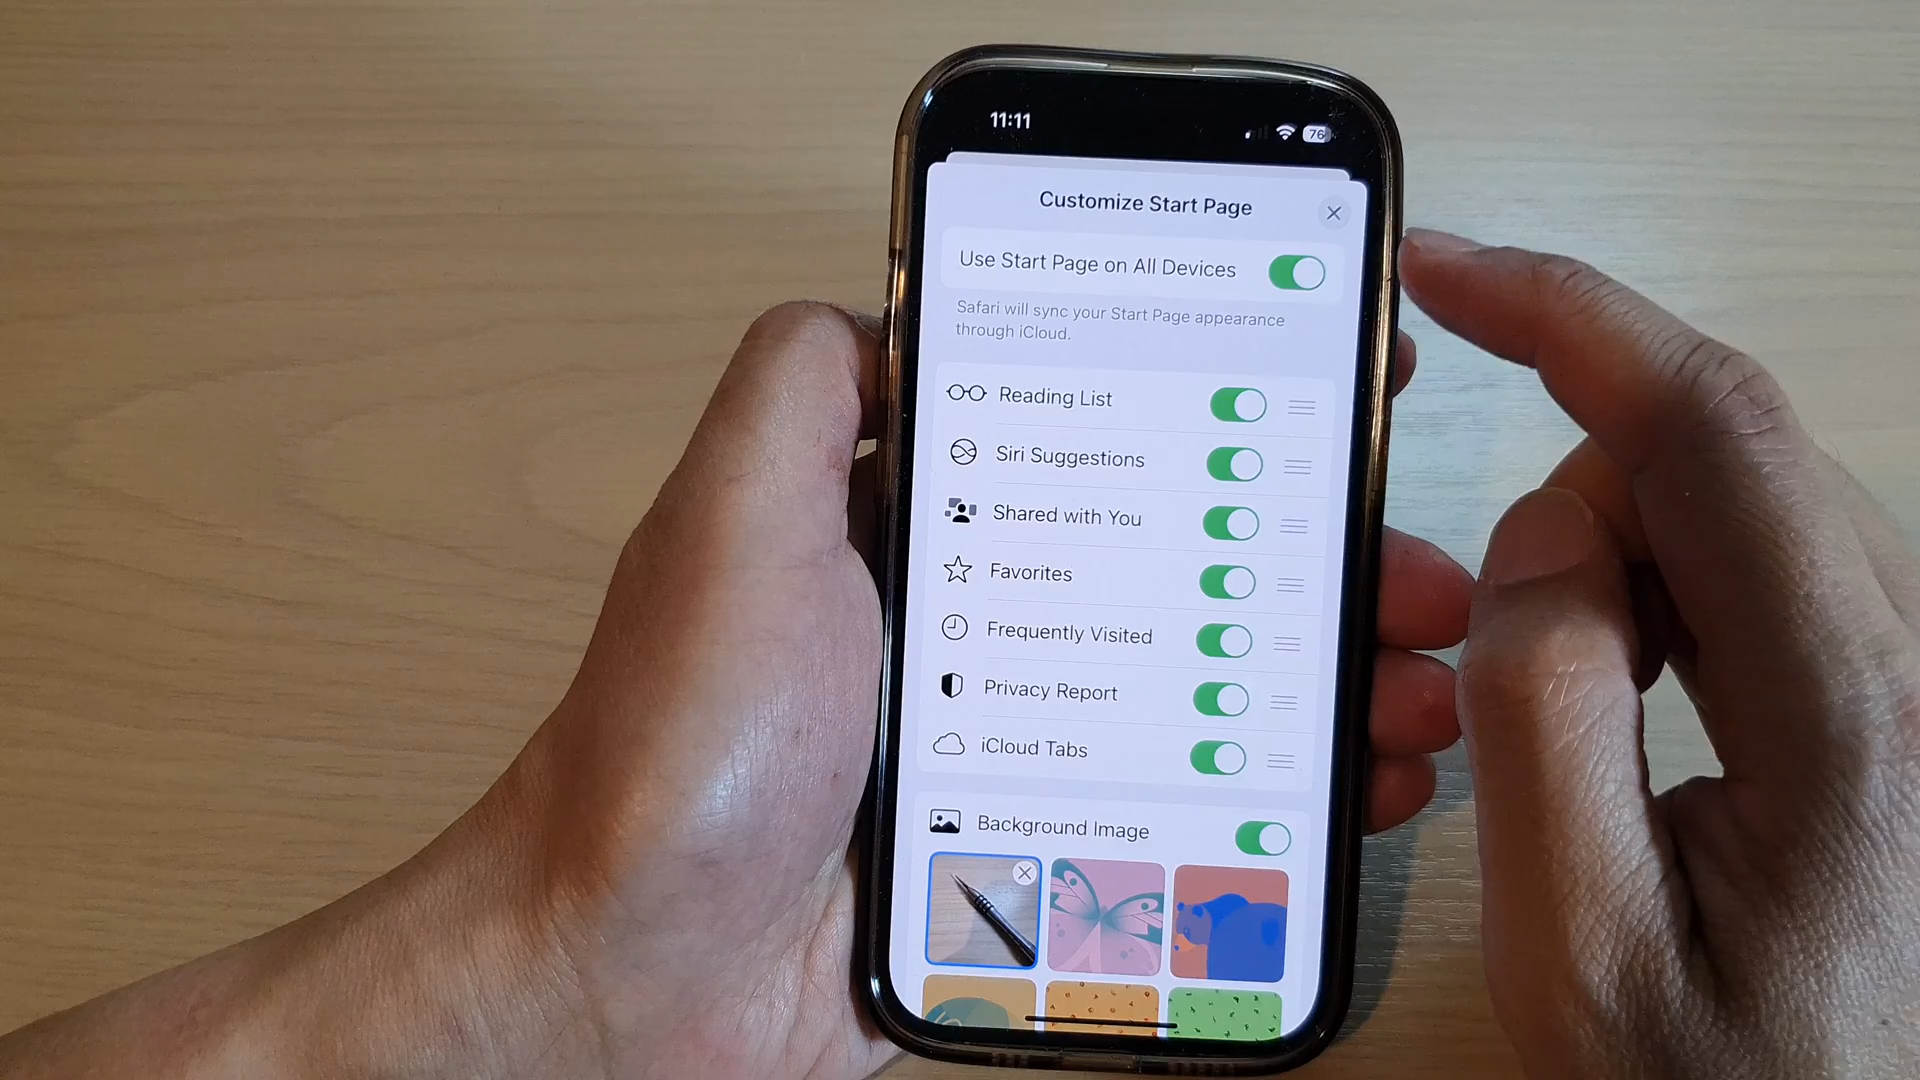 11:11
76
Customize Start Page
Use Start Page on All Devices
Safari will sync your Start Page appearance
through iCloud.
Reading List
Siri Suggestions
Shared with You
Favorites
Frequently Visited
Privacy Report
iCloud Tabs
Background Image